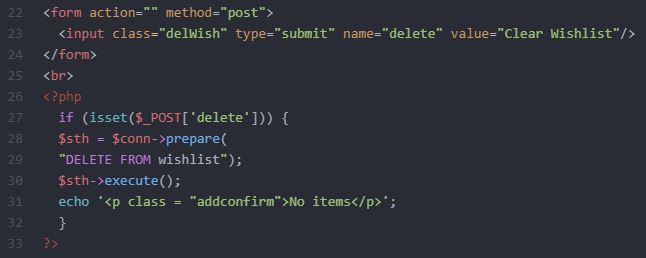 22 <form action="" method="post">
23   <input class="delWish" type="submit" name="delete" value="Clear Wishlist"/>
24 </form>
25 <br>
26 <?php
27   if (isset($_POST['delete'])) {
28   $sth = $conn->prepare(
29   "DELETE FROM wishlist");
30   $sth->execute();
31   echo '<p class = "addconfirm">No items</p>';
32   }
33 ?>